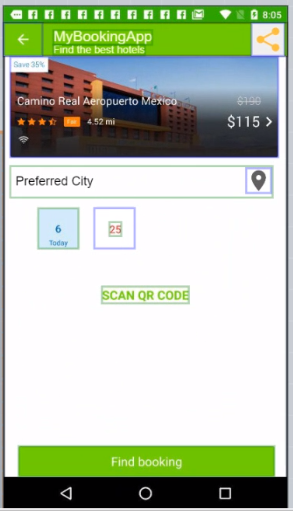 8:05
MyBookingApp
Find the best hotels
Save 35%
Camino Real Aeropuerto Mexico
$190
4.52 mi
$115
Preferred City
6
25
Today
SCAN QR CODE
Find booking